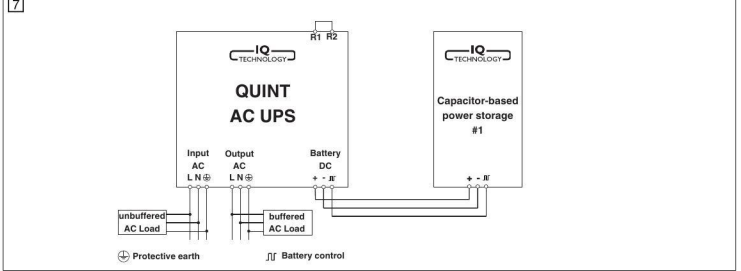 7
R1 R2
IQ
TECHNOLOGY
QUINT
AC UPS
Input
AC
L N
Output
AC
L N
Battery
DC
+ -
IQ
TECHNOLOGY
Capacitor-based
power storage
#1
+ -
unbuffered
AC Load
buffered
AC Load
Protective earth
Battery control